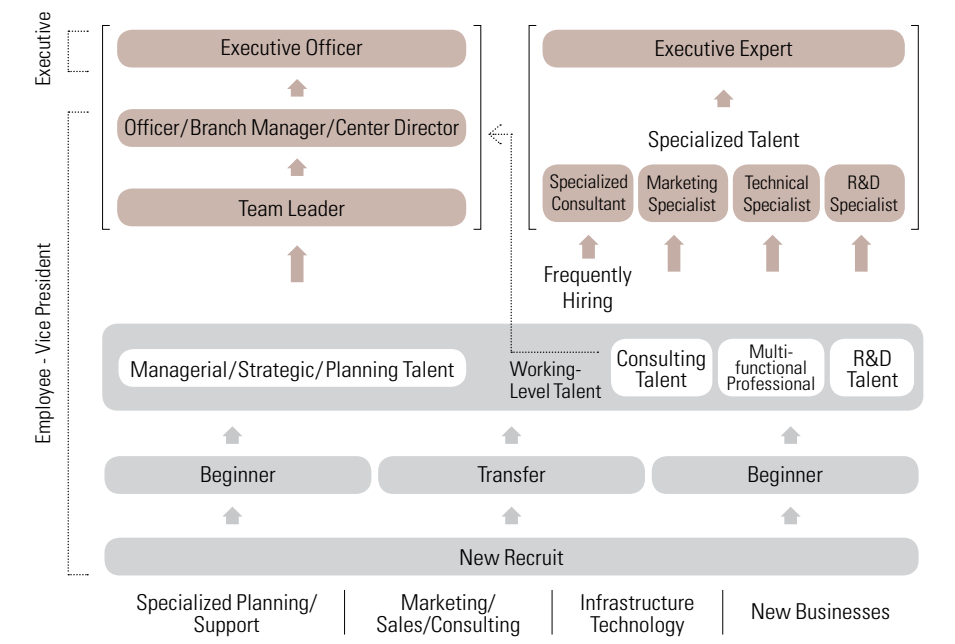 Executive
Executive Officer
Officer/Branch Manager/Center Director
Team Leader
Executive Expert
Specialized Talent
Specialized
Consultant
Marketing
Specialist
Technical
Specialist
R&D
Specialist
Frequently
Hiring
Employee - Vice President
Managerial/Strategic/Planning Talent
Working-
Level Talent
Consulting
Talent
Multi-
functional
Professional
R&D
Talent
Beginner
Transfer
Beginner
New Recruit
Specialized Planning/
Support
Marketing/
Sales/Consulting
Infrastructure
Technology
New Businesses